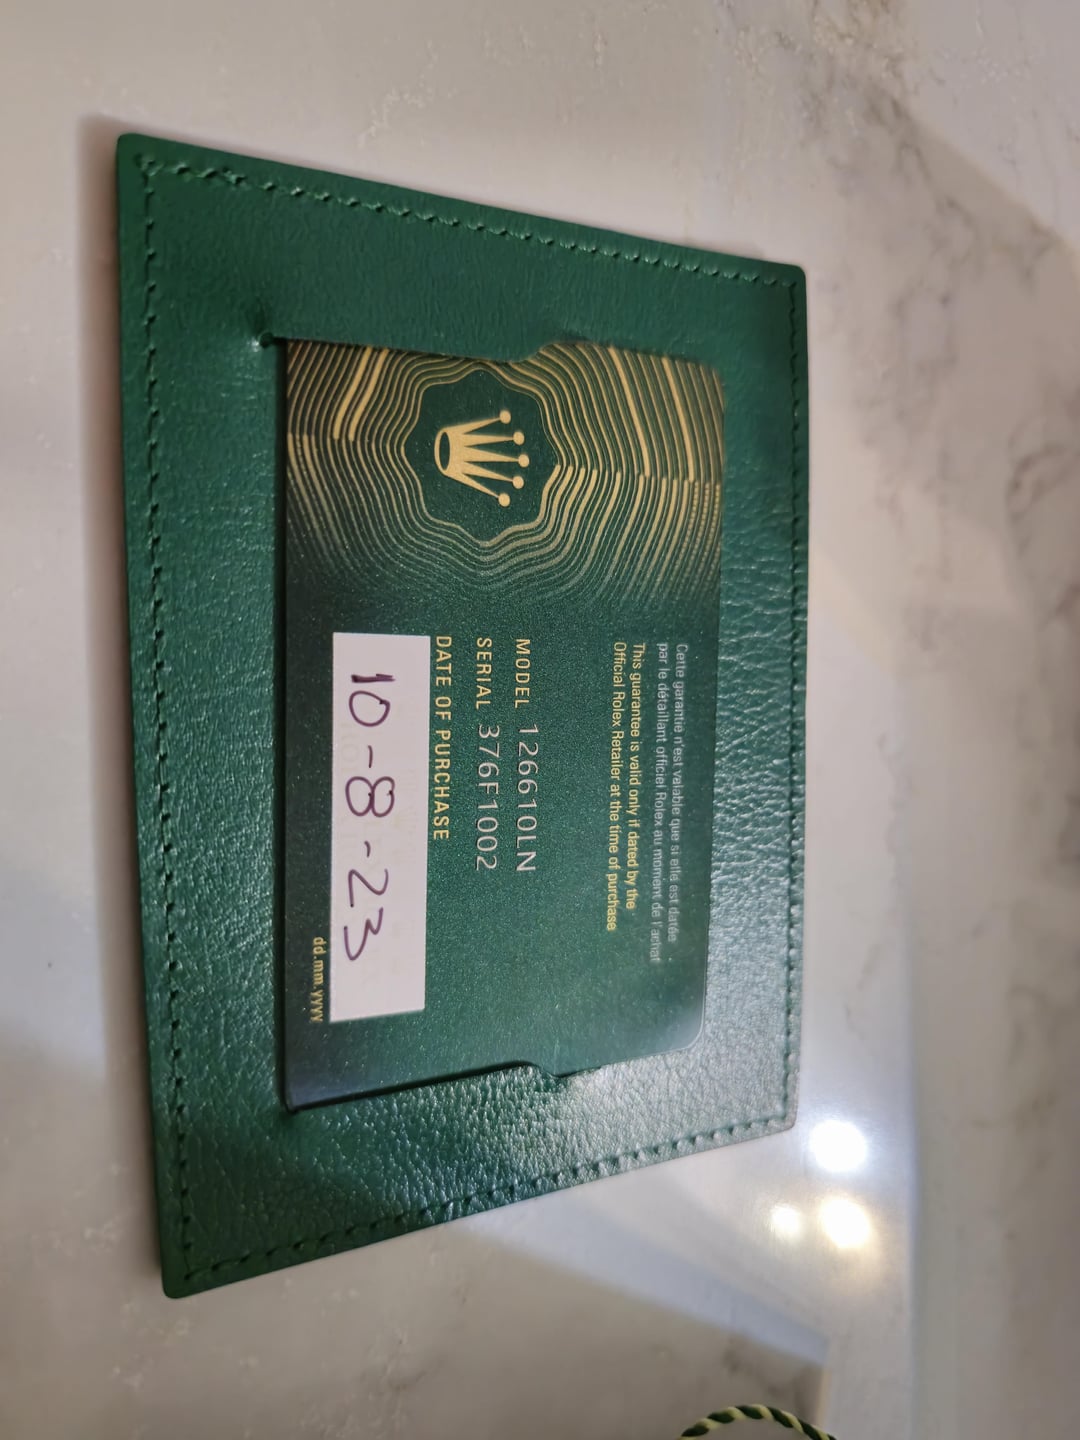 Cette garantie n'est valable que si elle est datée
par le détaillant officiel Rolex au moment de l'achat
This guarantee is valid only if dated by the
Official Rolex Retailer at the time of purchase
MODEL 126610LN
SERIAL 376F1002
DATE OF PURCHASE
10-8-23
dd.mm.yyyy